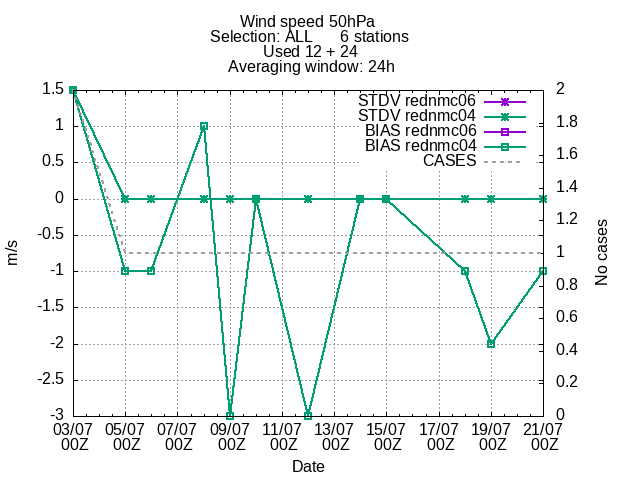 Wind speed 50hPa
Selection: ALL 6 stations
Used 12 + 24
Averaging window: 24h
STDV rednmc06
STDV rednmc04
BIAS rednmc06
BIAS rednmc04
CASES
1.5
1
0.5
0
-0.5
-1
-1.5
-2
-2.5
-3
m/s
2
1.8
1.6
1.4
1.2
1
0.8
0.6
0.4
0.2
0
No cases
03/07 05/07 07/07 09/07 11/07 13/07 15/07 17/07 19/07 21/07
00Z 00Z 00Z 00Z 00Z 00Z 00Z 00Z 00Z 00Z
Date